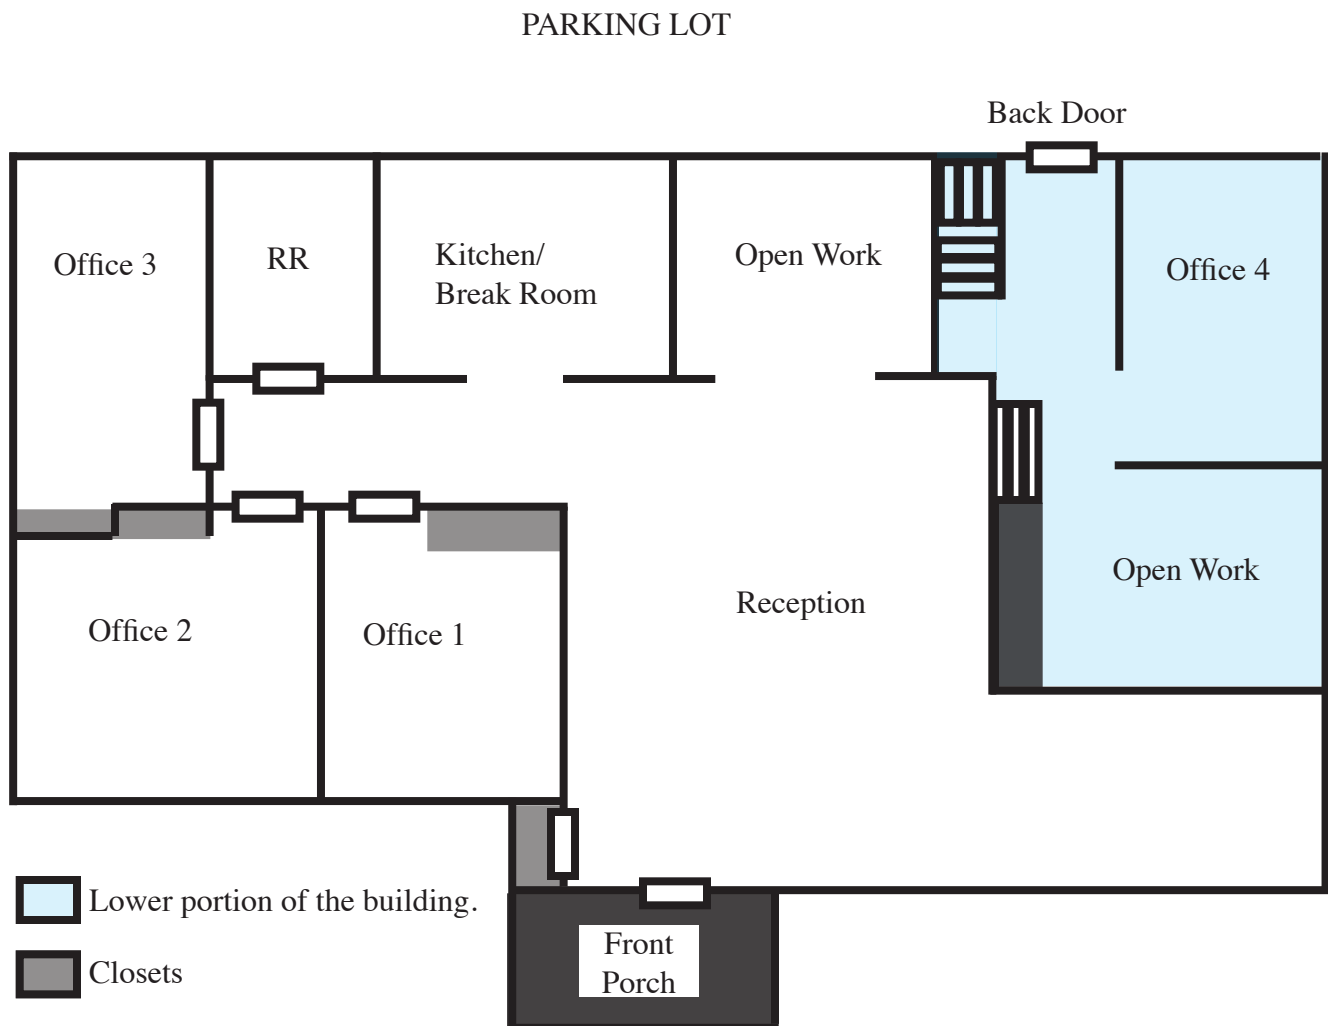 PARKING LOT
Back Door
Office 3
RR
Kitchen/
Break Room
Open Work
Office 4
Office 2
Office 1
Reception
Open Work
Lower portion of the building.
Closets
Front
Porch